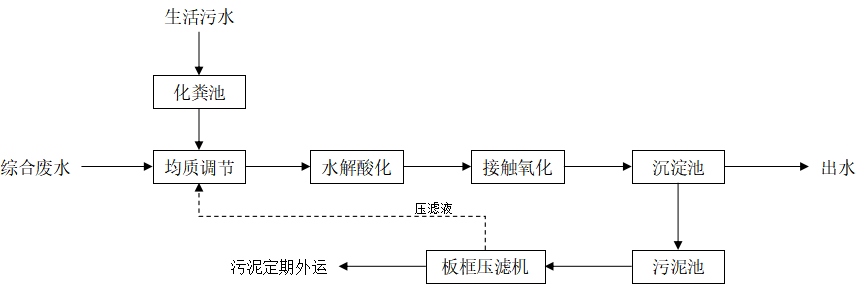 生活污水
化粪池
综合废水
均质调节
水解酸化
接触氧化
沉淀池
出水
压滤液
污泥定期外运
板框压滤机
污泥池